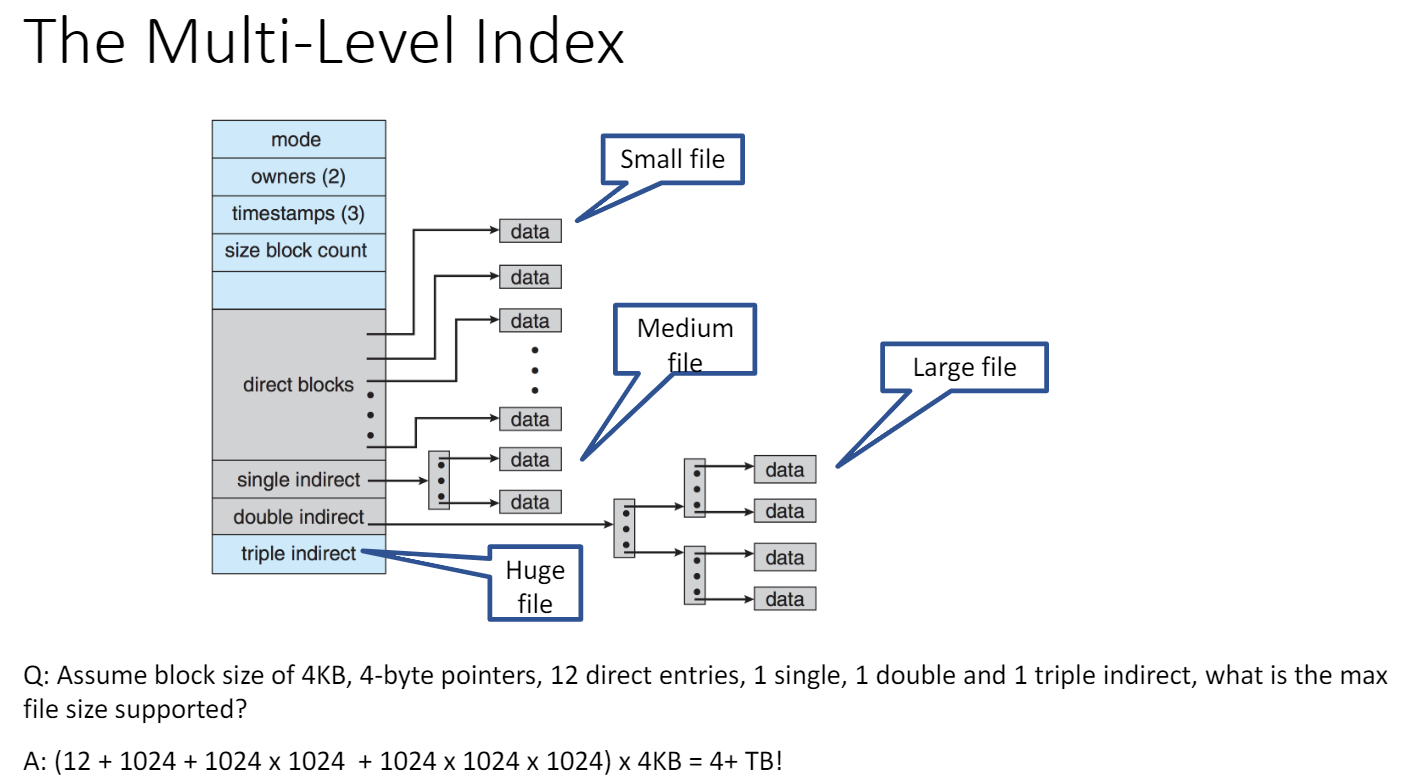 The Multi-Level Index
mode
owners (2)
timestamps (3)
size block count
direct blocks
single indirect
double indirect
triple indirect
data
data
data
data
data
data
data
data
data
data
Small file
Medium
file
Large file
Huge
file
Q: Assume block size of 4KB, 4-byte pointers, 12 direct entries, 1 single, 1 double and 1 triple indirect, what is the max
file size supported?
A: (12 + 1024 + 1024 x 1024 + 1024 x 1024 x 1024) x 4KB = 4+ TB!